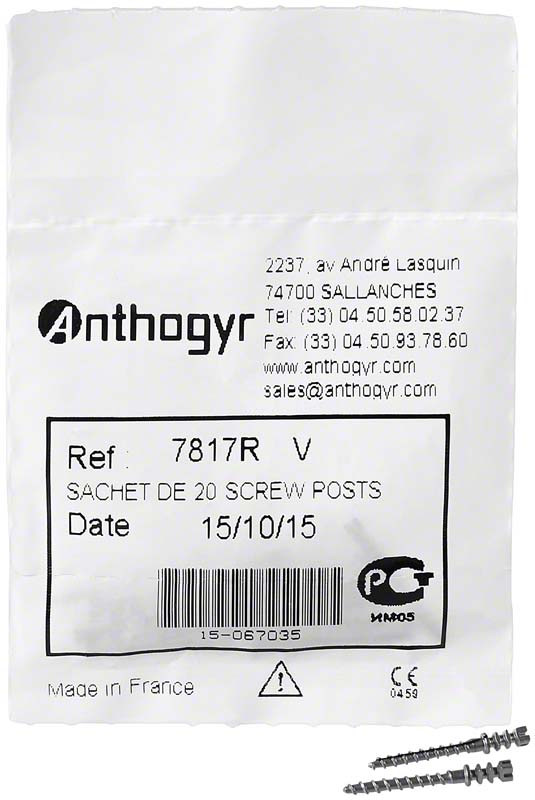 2237, av André Lasquin
74700 SALLANCHES
Anthogyr
Tel: (33) 04.50.58.02.37
Fax: (33) 04.50.93.78.60
www.anthogyr.com
sales@anthogyr.com
Ref : 7817R V
SACHET DE 20 SCREW POSTS
Date 15/10/15
РСТ
ИМ05
15-067035
Made in France
CE
0459